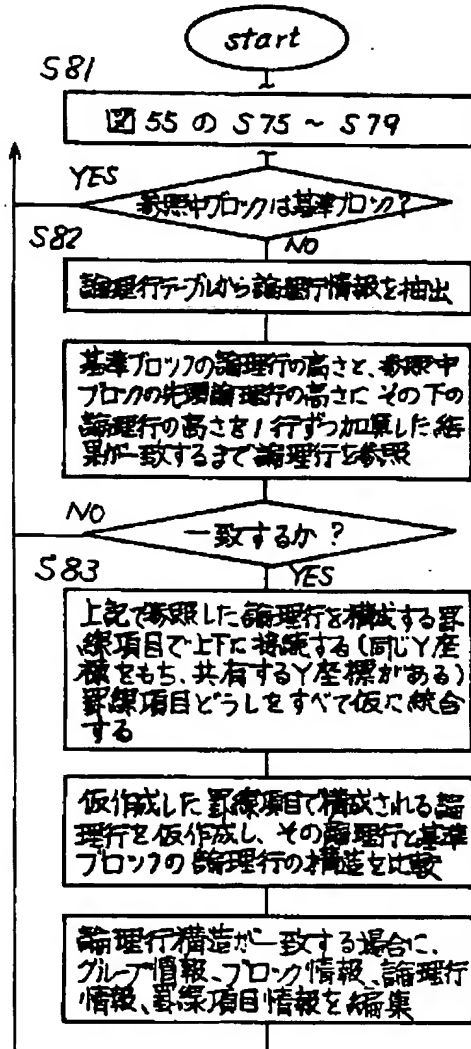 start
S81
図55のS75～S79
YES
参照中ブロックは基準ブロック?
S82
NO
論理行テーブルから論理行情報を抽出
基準ブロックの論理行の高さと、参照中
ブロックの先頭論理行の高さにその下の
論理行の高さを1行ずつ加算した結
果が一致するまで論理行を参照
NO
一致するか?
S83
YES
上記で参照した論理行を構成する罫
線項目で上下に接続する(同じY座
標をもち、共有するY座標がある)
罫線項目どうしをすべて仮に統合
する
仮作成した罫線項目で構成される論
理行を仮作成し、その論理行と基準
ブロックの論理行の構造を比較
論理行構造が一致する場合に、
グループ情報、ブロック情報、論理行
情報、罫線項目情報を編集